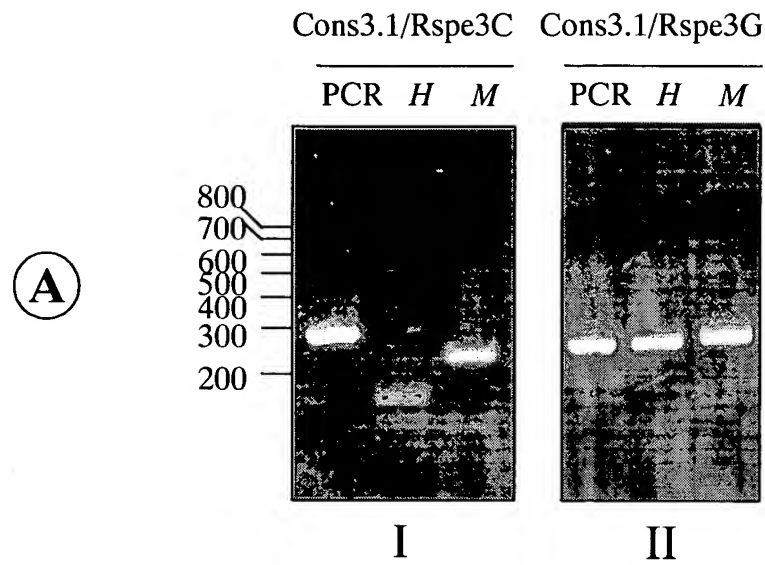 Cons3.1/Rspe3C Cons3.1/Rspe3G
PCR H M PCR H M
800
700
600
500
400
300
200
A
I II